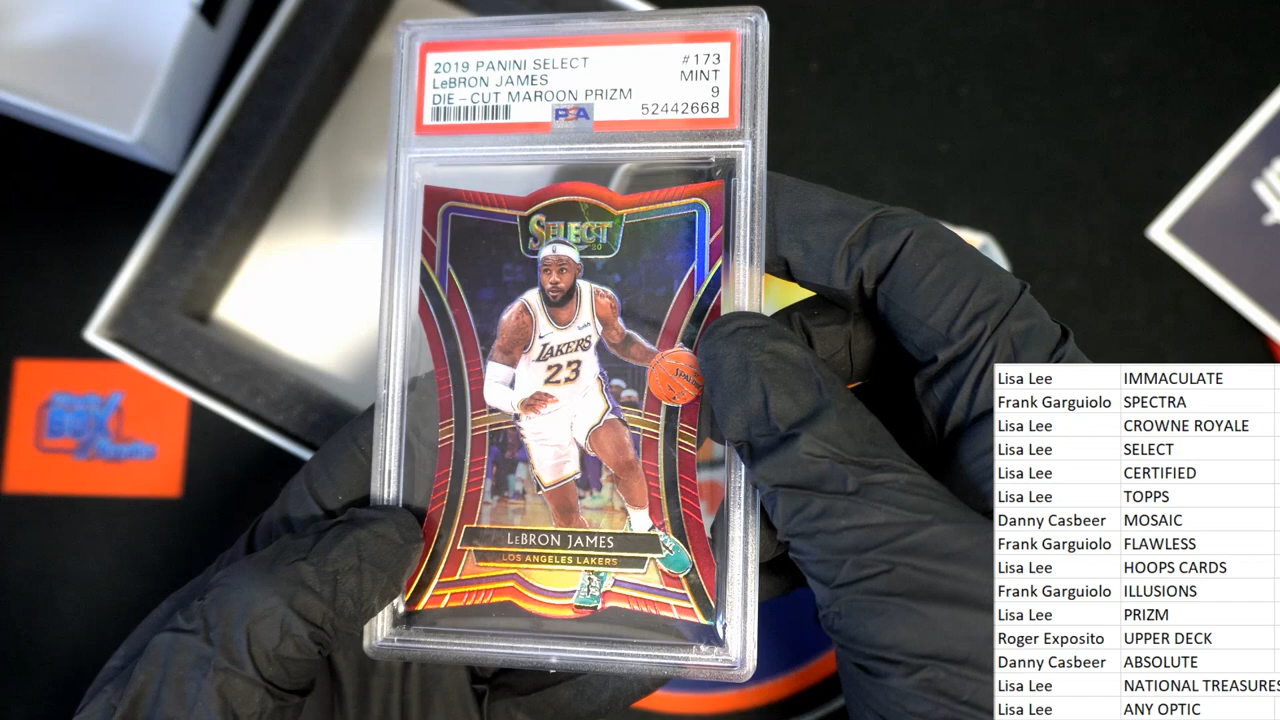 2019 PANINI SELECT #173
LeBRON JAMES MINT
DIE-CUT MAROON PRIZM 9
PSA 52442668
SELECT
20
LAKERS
23
SPALDING
LeBRON JAMES
LOS ANGELES LAKERS
BOX
Lisa Lee IMMACULATE
Frank Garguiolo SPECTRA
Lisa Lee CROWNE ROYALE
Lisa Lee SELECT
Lisa Lee CERTIFIED
Lisa Lee TOPPS
Danny Casbeer MOSAIC
Frank Garguiolo FLAWLESS
Lisa Lee HOOPS CARDS
Frank Garguiolo ILLUSIONS
Lisa Lee PRIZM
Roger Exposito UPPER DECK
Danny Casbeer ABSOLUTE
Lisa Lee NATIONAL TREASURES
Lisa Lee ANY OPTIC